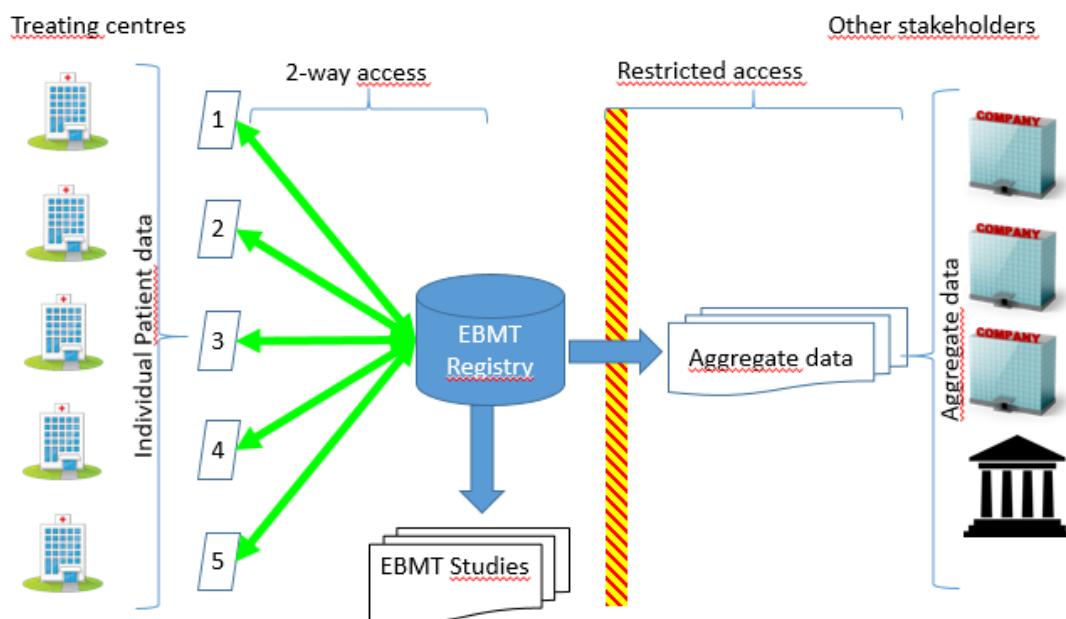 Treating centres
Other stakeholders
2-way access
Restricted access
Individual Patient data
1
2
3
4
5
EBMT
Registry
EBMT Studies
Aggregate data
Aggregate data
COMPANY
COMPANY
COMPANY